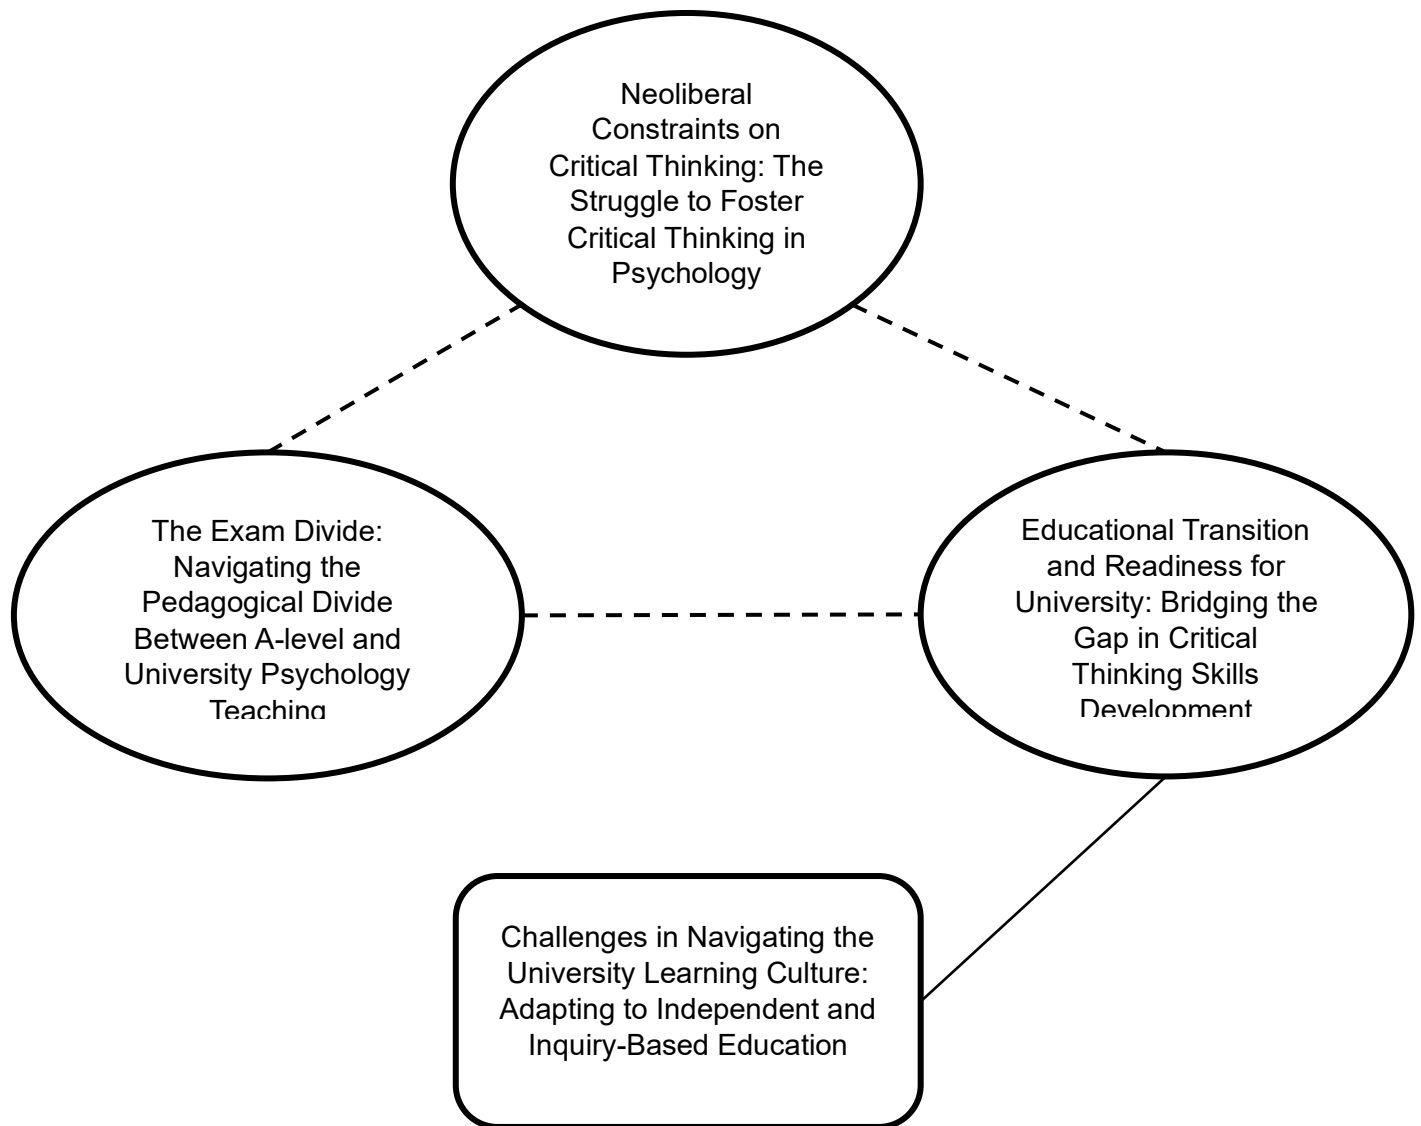 Neoliberal
Constraints on
Critical Thinking: The
Struggle to Foster
Critical Thinking in
Psychology
The Exam Divide:
Navigating the
Pedagogical Divide
Between A-level and
University Psychology
Teaching
Educational Transition
and Readiness for
University: Bridging the
Gap in Critical
Thinking Skills
Development
Challenges in Navigating the
University Learning Culture:
Adapting to Independent and
Inquiry-Based Education